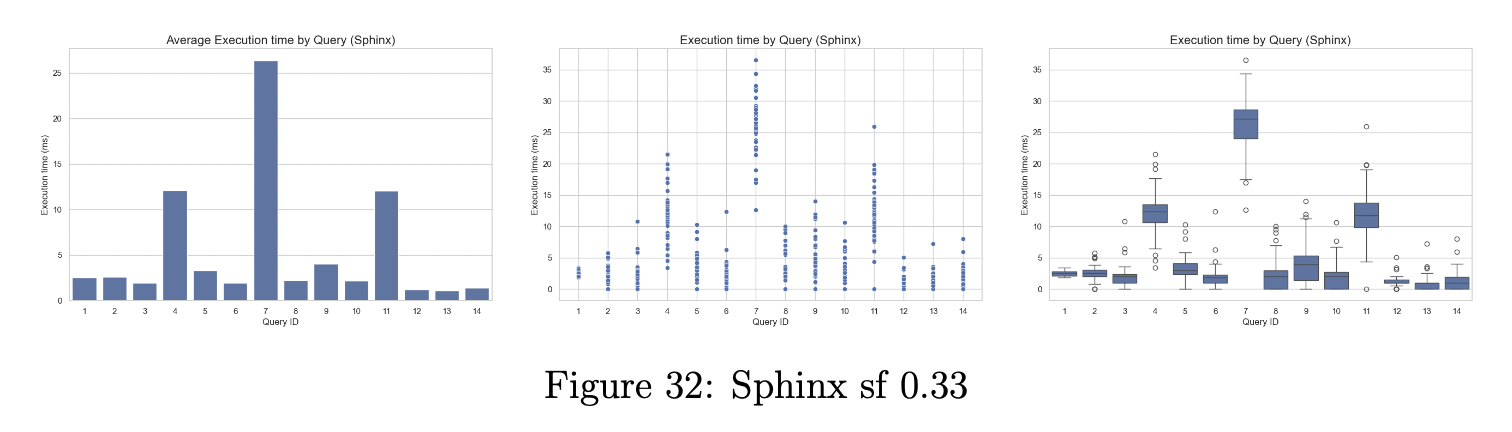 Average Execution time by Query (Sphinx)
Execution time (ms)
25
20
15
10
5
0
1 2 3 4 5 6 7 8 9 10 11 12 13 14
Query ID
Execution time by Query (Sphinx)
Execution time (ms)
35
30
25
20
15
10
5
0
1 2 3 4 5 6 7 8 9 10 11 12 13 14
Query ID
Execution time by Query (Sphinx)
Execution time (ms)
35
30
25
20
15
10
5
0
1 2 3 4 5 6 7 8 9 10 11 12 13 14
Query ID
Figure 32: Sphinx sf 0.33